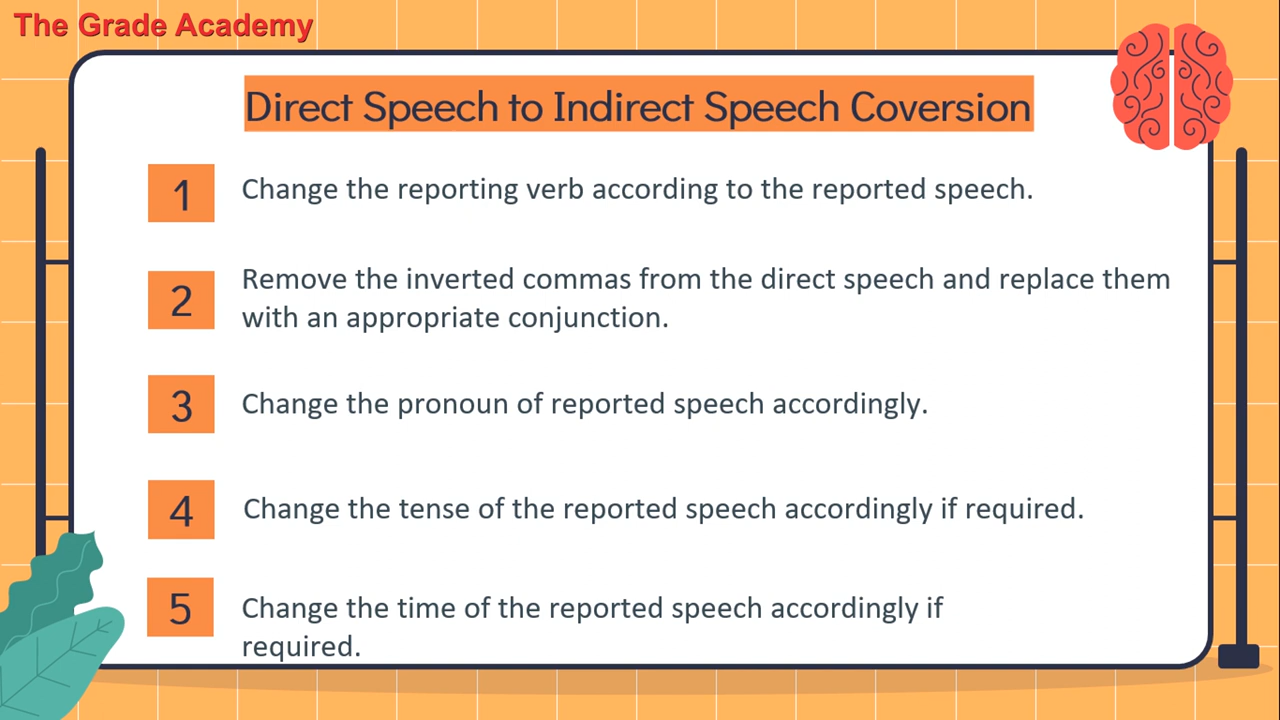 The Grade Academy
Direct Speech to Indirect Speech Coversion
1
Change the reporting verb according to the reported speech.
2
Remove the inverted commas from the direct speech and replace them
with an appropriate conjunction.
3
Change the pronoun of reported speech accordingly.
4
Change the tense of the reported speech accordingly if required.
5
Change the time of the reported speech accordingly if
required.